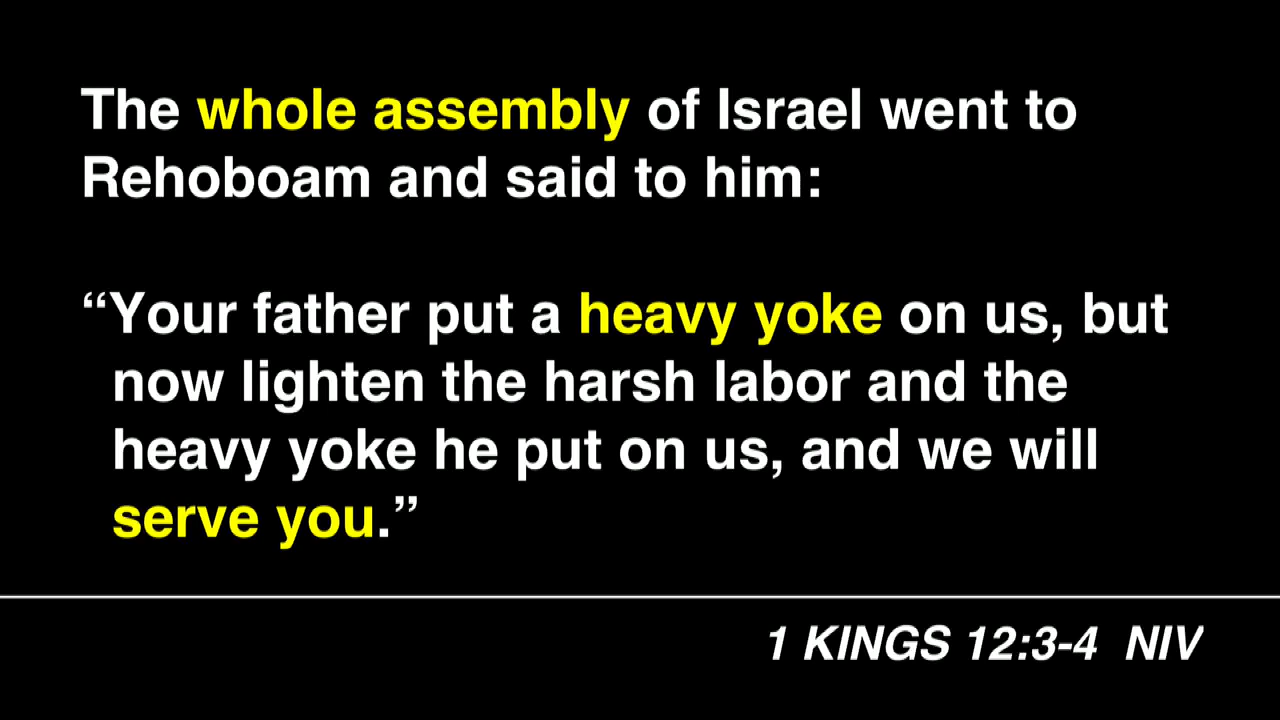 The whole assembly of Israel went to
Rehoboam and said to him:
“Your father put a heavy yoke on us, but
now lighten the harsh labor and the
heavy yoke he put on us, and we will
serve you.”
1 KINGS 12:3-4 NIV